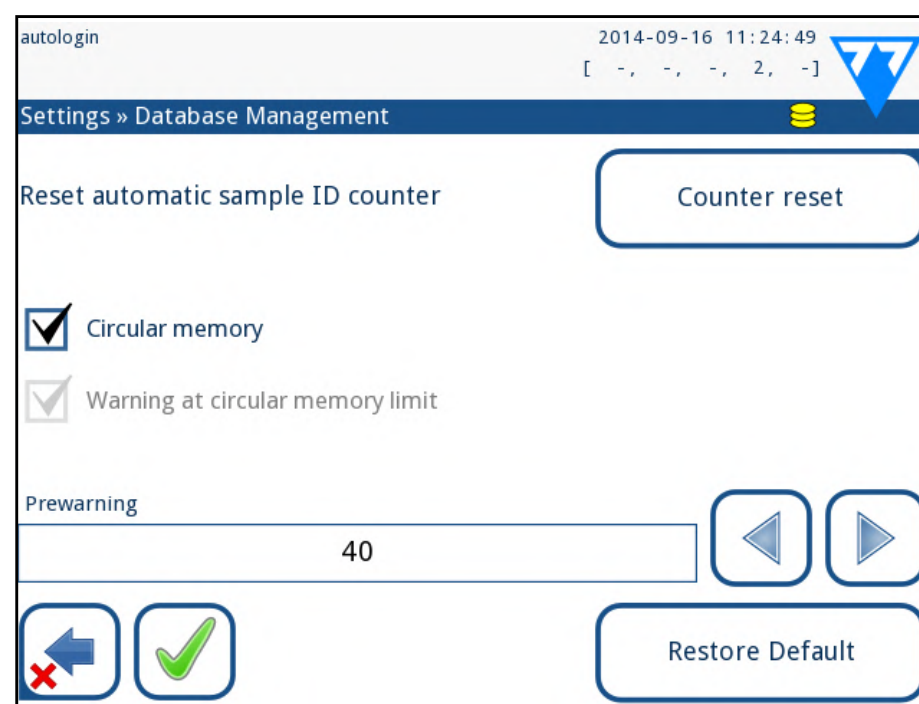 autologin
2014-09-16 11:24:49
[ -, -, -, 2, -]
Settings » Database Management
Reset automatic sample ID counter
Counter reset
Circular memory
Warning at circular memory limit
Prewarning
40
Restore Default